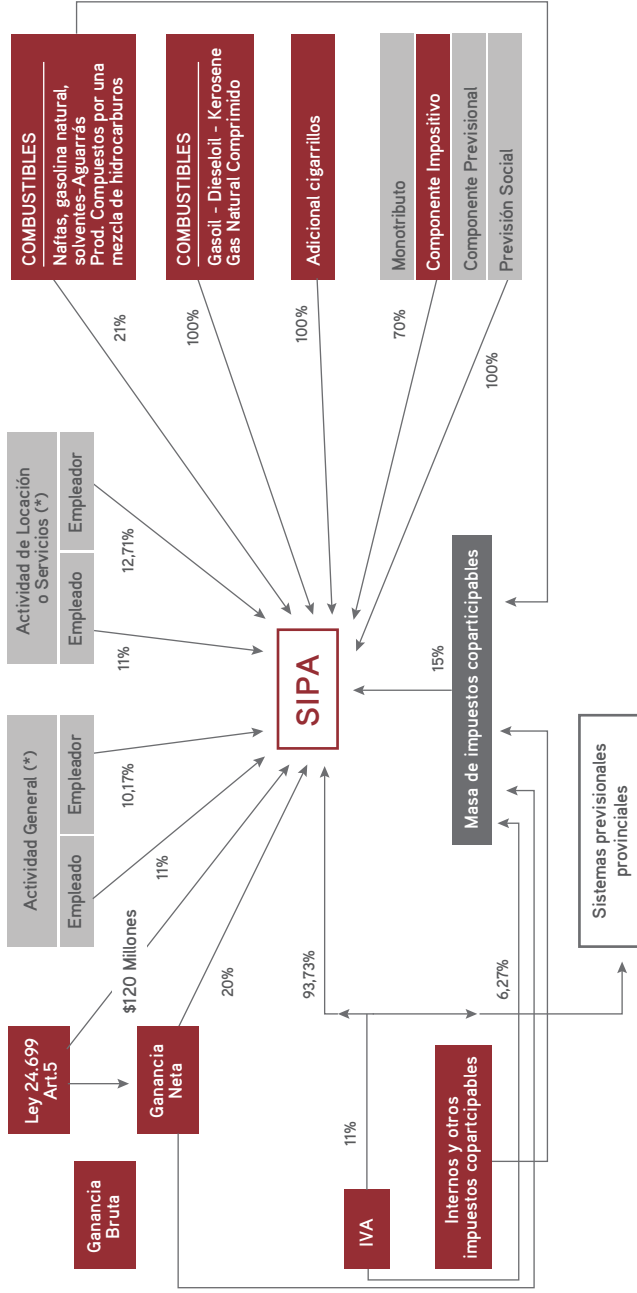 Ganancia
Bruta
Ley 24.699
Art.5
$120 Millones
Ganancia
Neta
20%
Actividad General (*)
Empleado
Empleador
11%
10,17%
Actividad de Locación
o Servicios (*)
Empleado
Empleador
11%
12,71%
COMBUSTIBLES
Naftas, gasolina natural,
solventes-Aguarrás
Prod. Compuestos por una
mezcla de hidrocarburos
21%
COMBUSTIBLES
Gasoil - Dieseloil - Kerosene
Gas Natural Comprimido
100%
Adicional cigarrillos
100%
Monotributo
Componente Impositivo
Componente Previsional
Previsión Social
70%
100%
SIPA
IVA
11%
93,73%
6,27%
15%
Masa de impuestos coparticipables
Internos y otros
impuestos copartcipables
Sistemas previsionales
provinciales